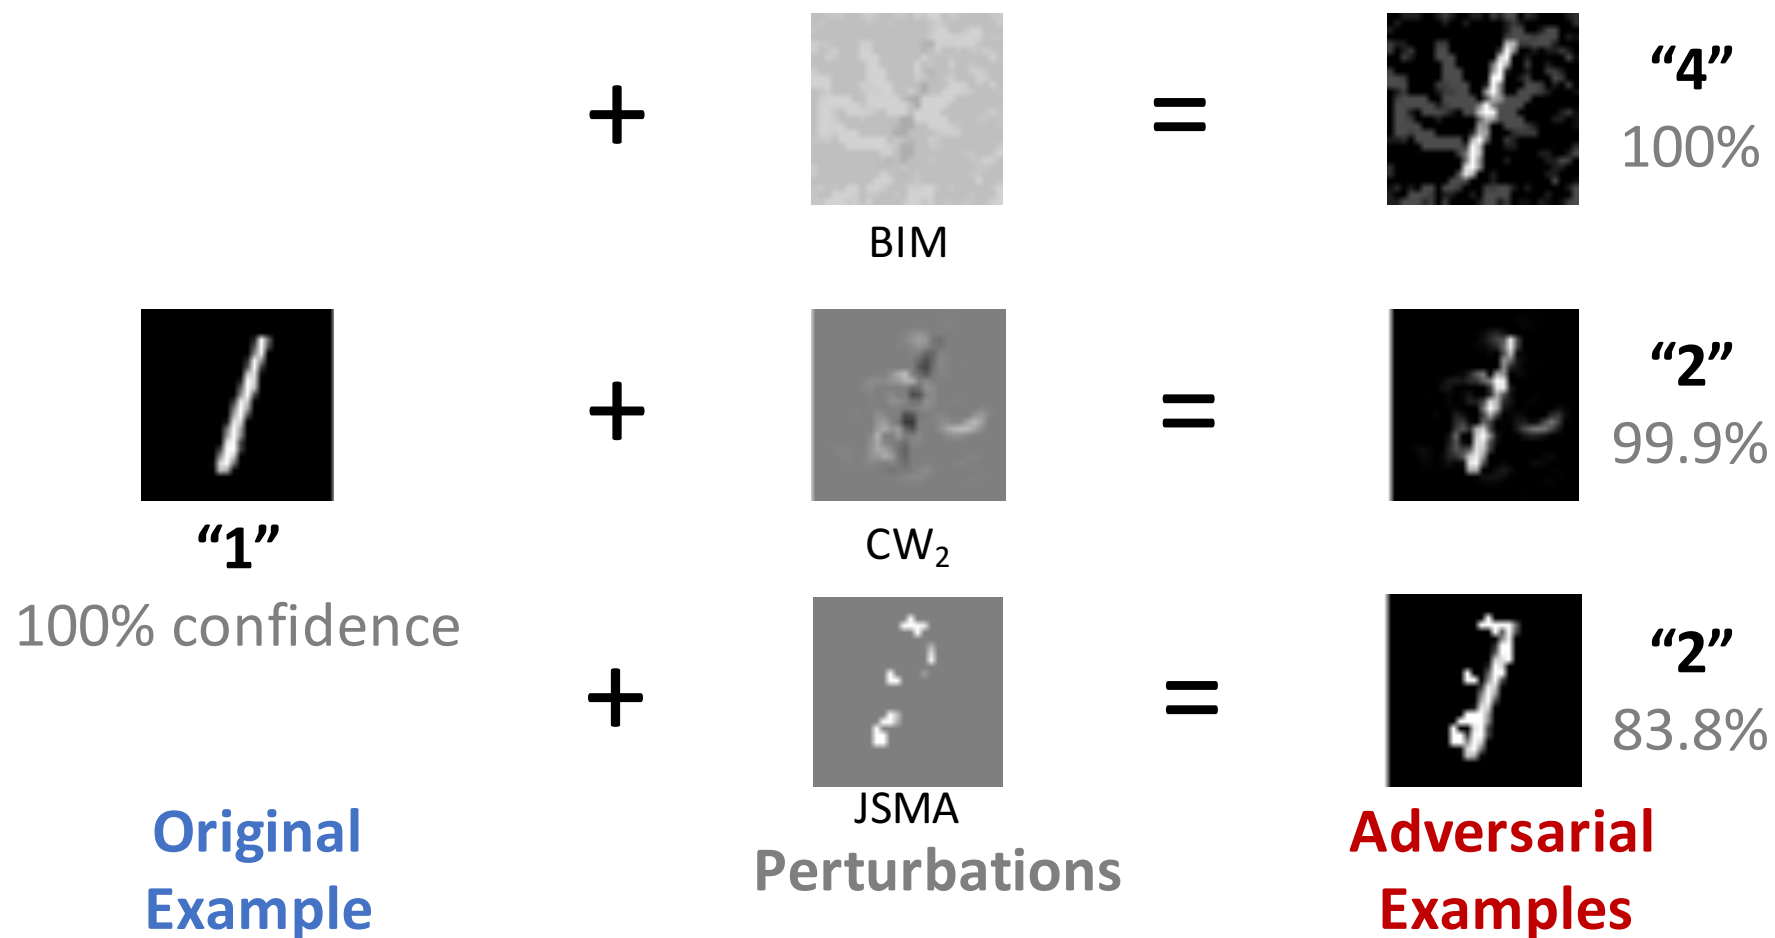 +
=
“4”
100%
BIM
+
=
“2”
99.9%
“1”
100% confidence
CW₂
+
=
“2”
83.8%
JSMA
Original
Example
Perturbations
Adversarial
Examples